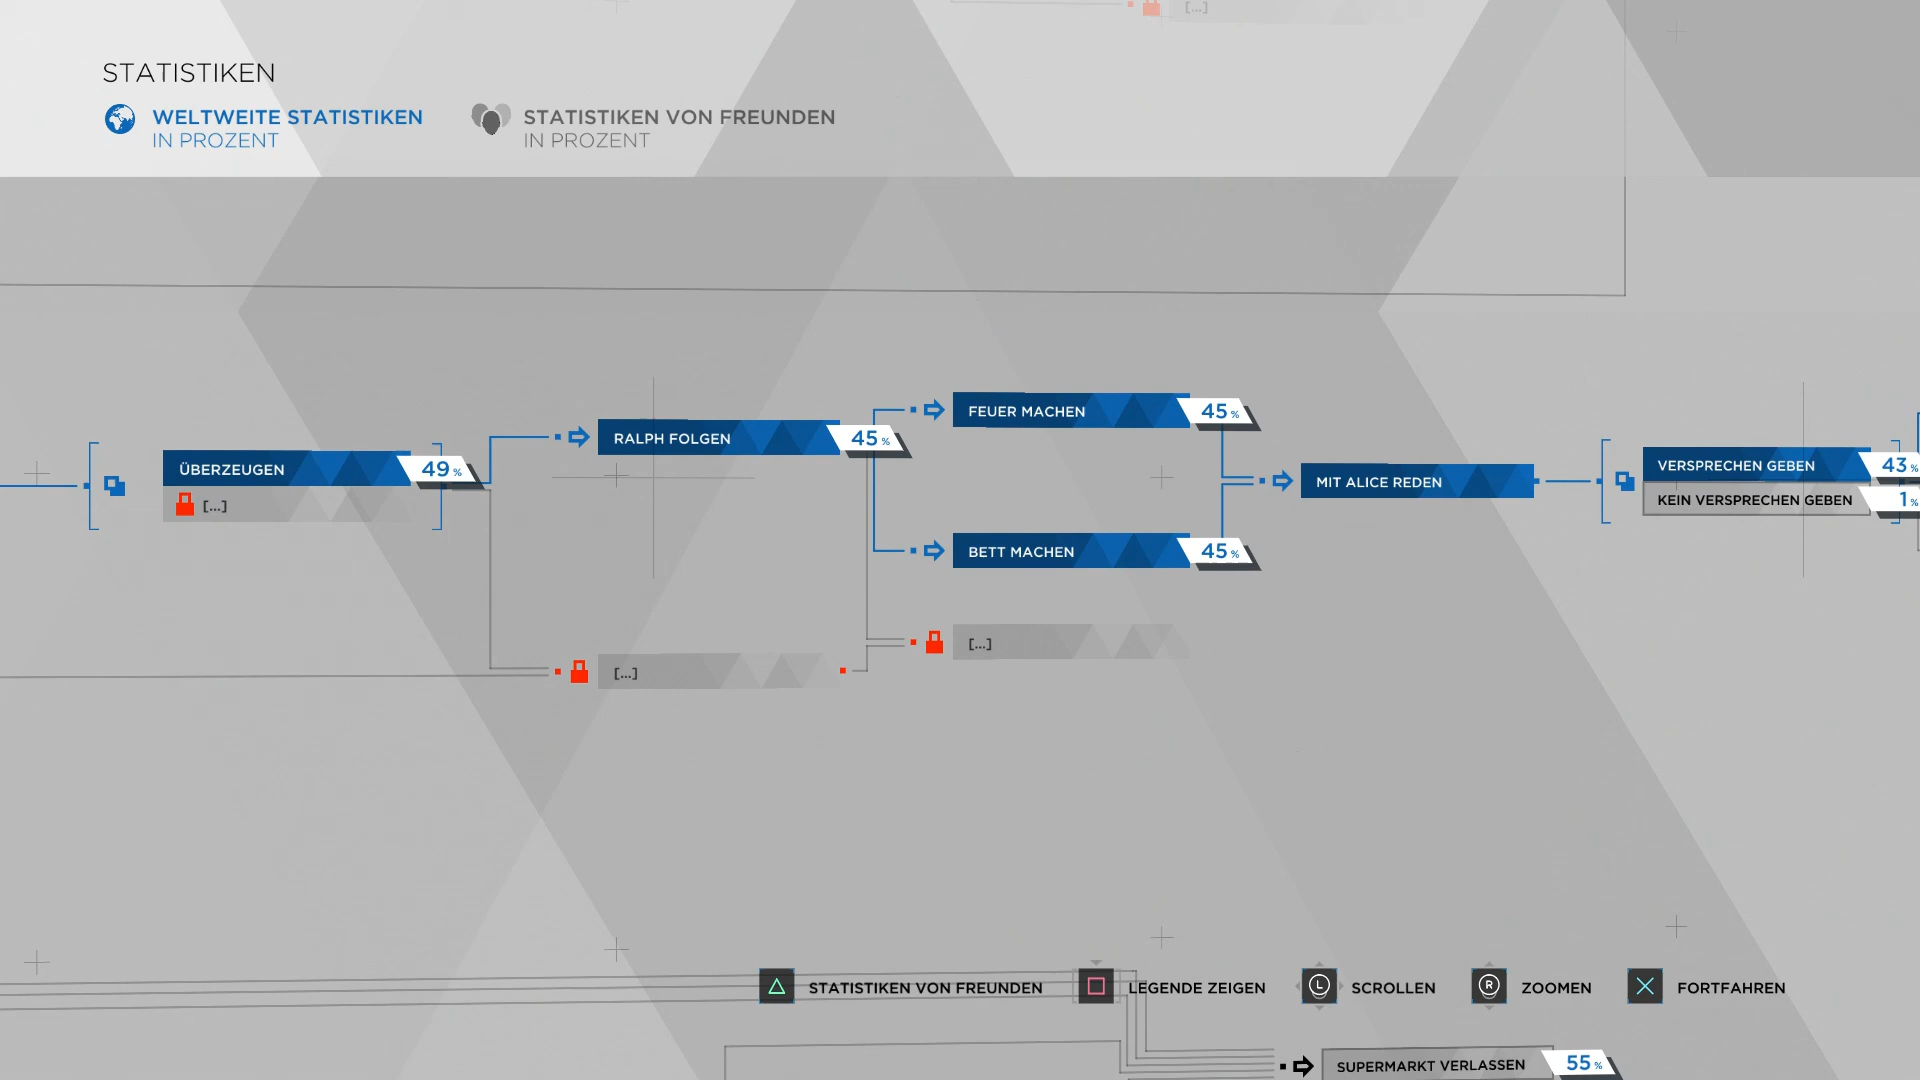 [...]
STATISTIKEN
WELTWEITE STATISTIKEN
IN PROZENT
STATISTIKEN VON FREUNDEN
IN PROZENT
ÜBERZEUGEN 49 %
[...]
RALPH FOLGEN 45 %
[...]
FEUER MACHEN 45 %
BETT MACHEN 45 %
[...]
MIT ALICE REDEN
VERSPRECHEN GEBEN 43 %
KEIN VERSPRECHEN GEBEN 1 %
STATISTIKEN VON FREUNDEN
LEGENDE ZEIGEN
L SCROLLEN
R ZOOMEN
FORTFAHREN
SUPERMARKT VERLASSEN 55 %